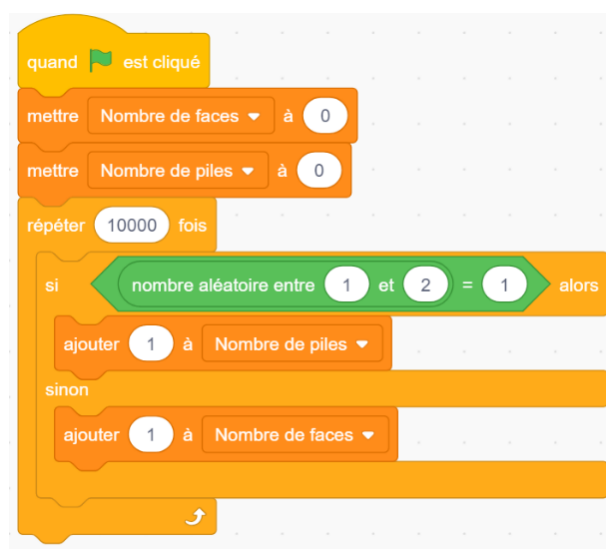 quand est cliqué
mettre Nombre de faces à 0
mettre Nombre de piles à 0
répéter 10000 fois
si nombre aléatoire entre 1 et 2 = 1 alors
ajouter 1 à Nombre de piles
sinon
ajouter 1 à Nombre de faces